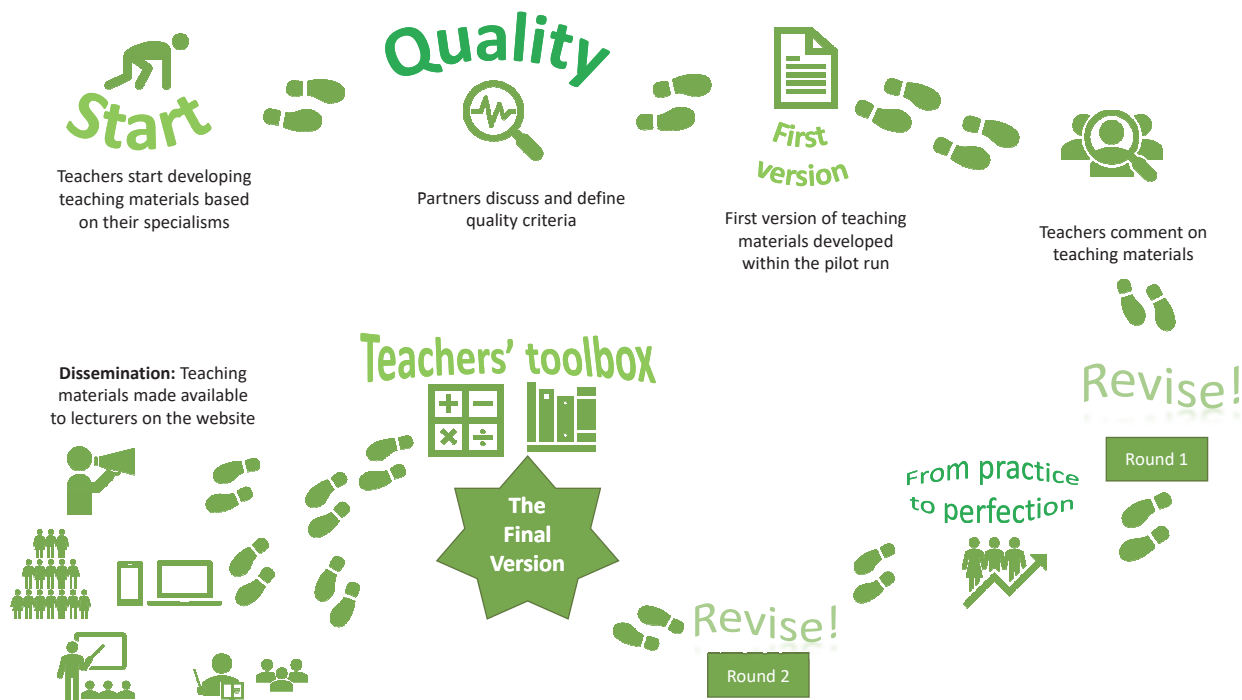 Start
Teachers start developing
teaching materials based
on their specialisms
Quality
Partners discuss and define
quality criteria
First
version
First version of teaching
materials developed
within the pilot run
Teachers comment on
teaching materials
Revise!
Round 1
From practice
to perfection
Revise!
Round 2
Teachers’ toolbox
The
Final
Version
Dissemination: Teaching
materials made available
to lecturers on the website